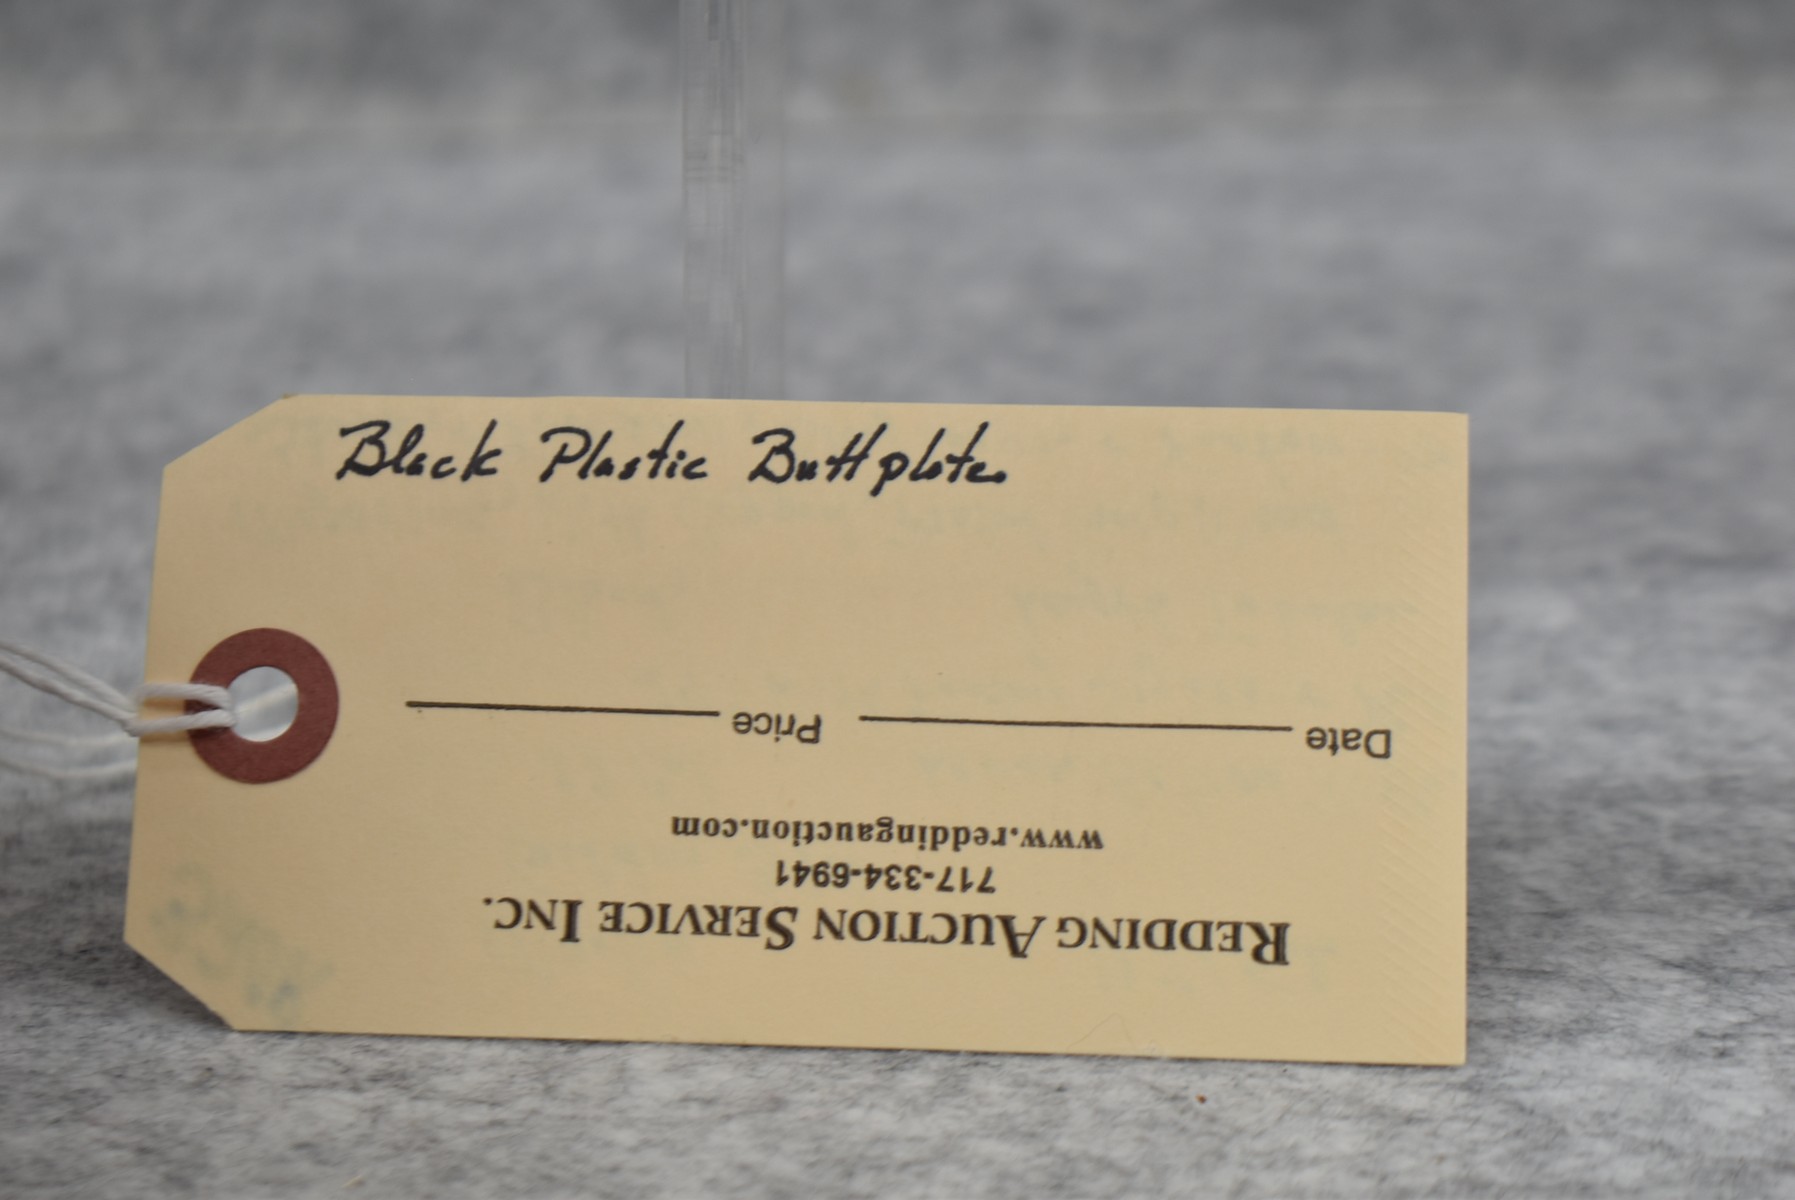 Black Plastic Buttplate.
REDDING AUCTION SERVICE INC.
717-334-6941
www.reddingauction.com
Date Price